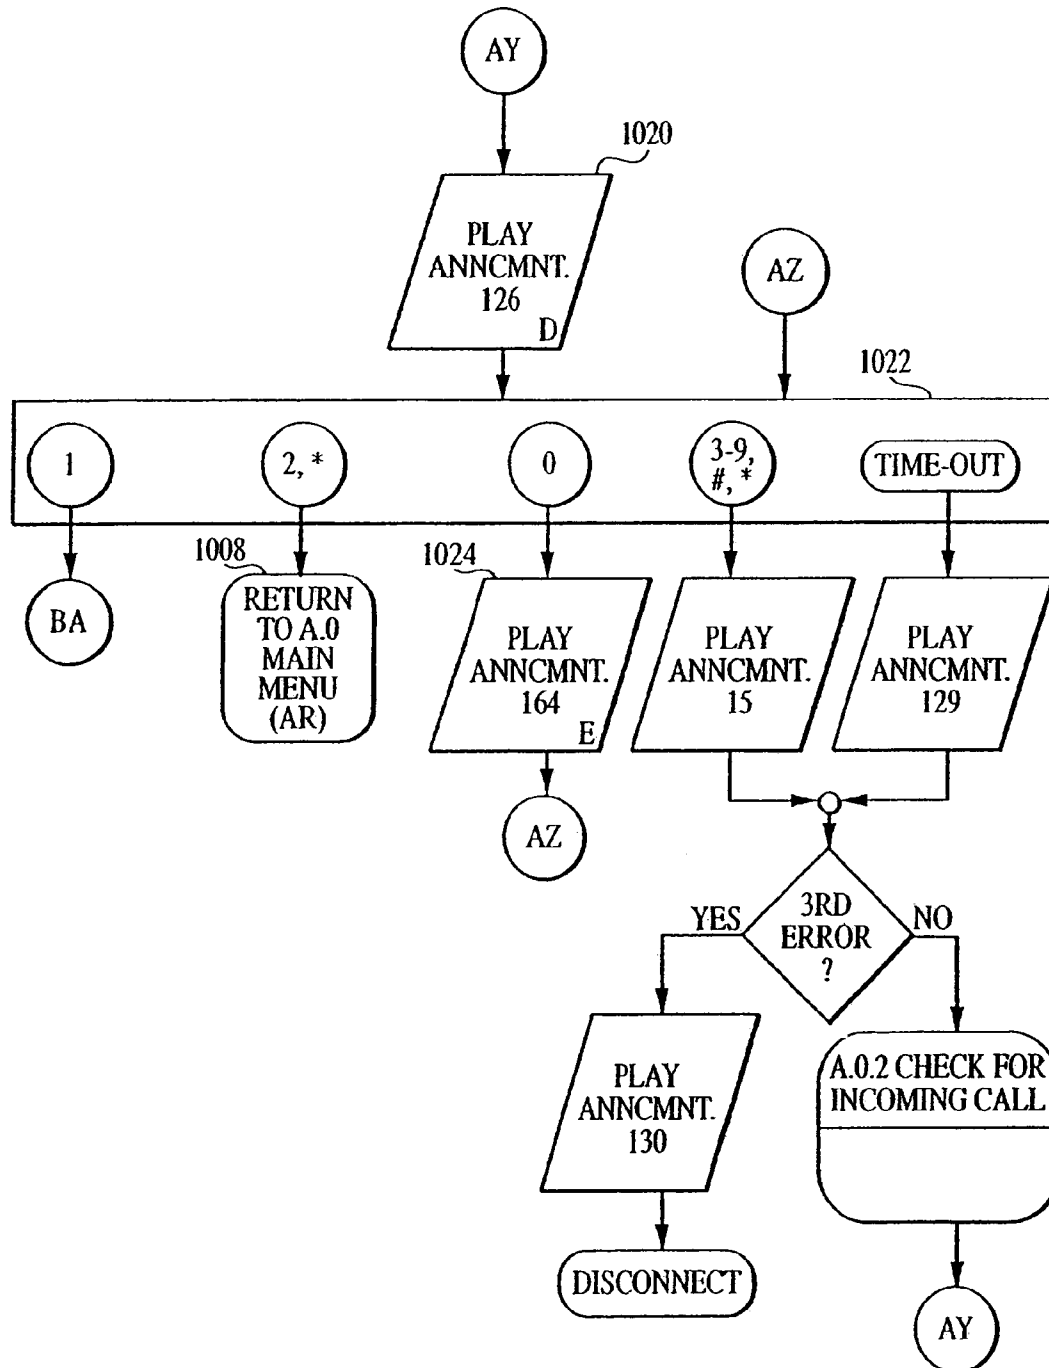 AY
1020
PLAY
ANNCMNT.
126
D
AZ
1022
1
2, *
0
3-9,
#, *
TIME-OUT
1008
1024
BA
RETURN
TO A.0
MAIN
MENU
(AR)
PLAY
ANNCMNT.
164
E
PLAY
ANNCMNT.
15
PLAY
ANNCMNT.
129
AZ
YES
3RD
ERROR
?
NO
PLAY
ANNCMNT.
130
A.0.2 CHECK FOR
INCOMING CALL
DISCONNECT
AY